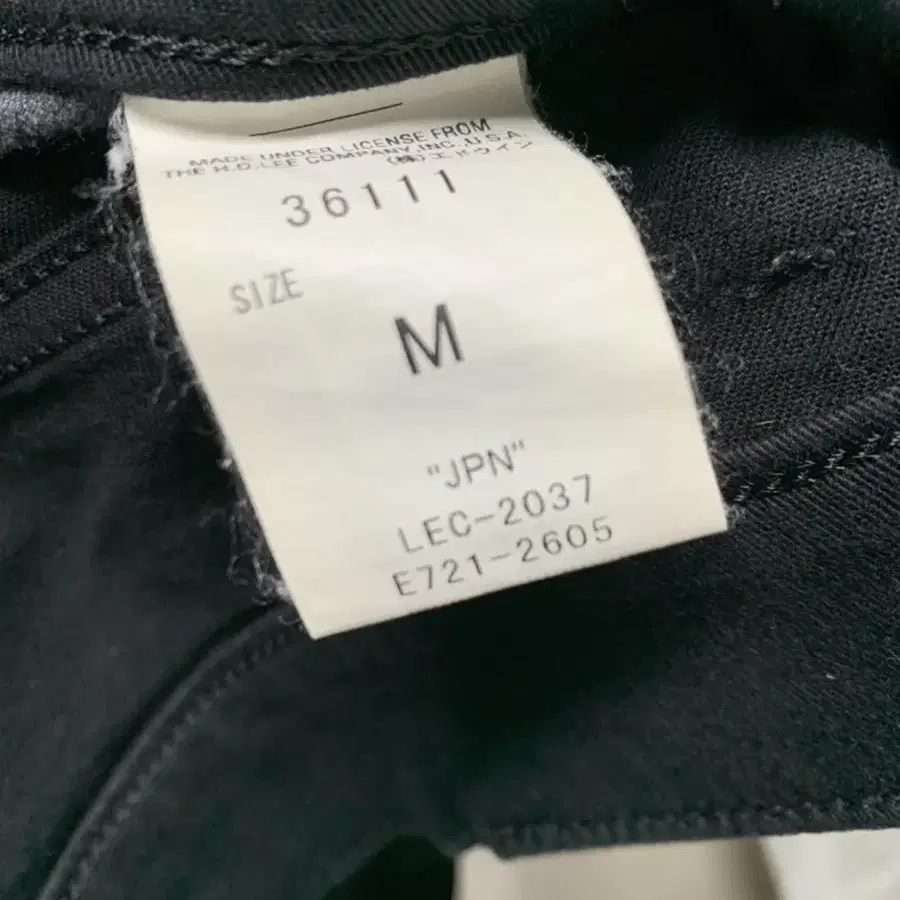 MADE UNDER LICENSE FROM
THE H.D.LEE COMPANY,INC.U.S.A.
(株)エドウイン
36111
SIZE
M
"JPN"
LEC-2037
E721-2605